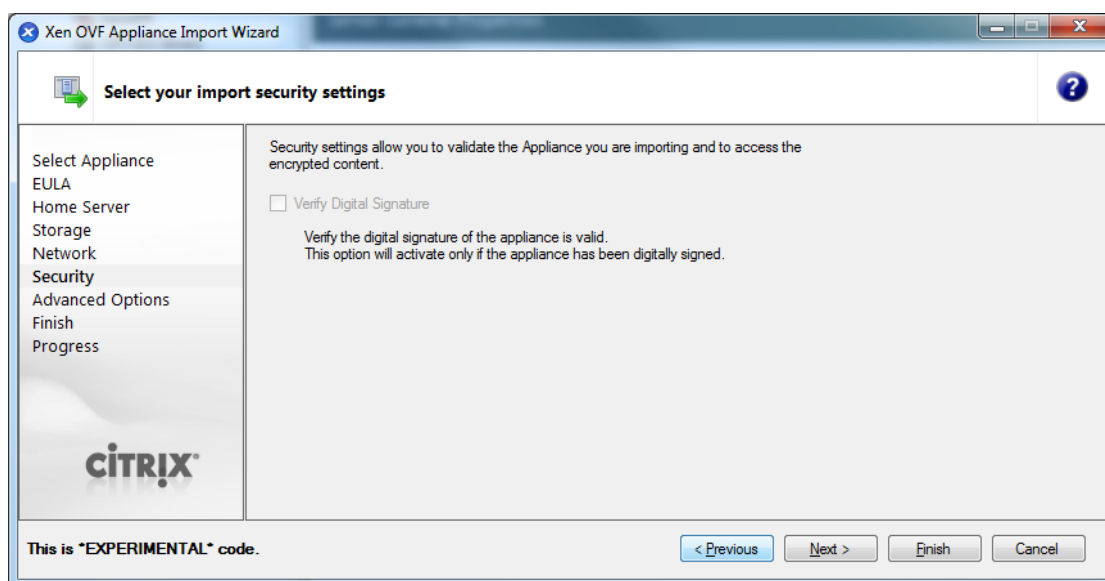 Xen OVF Appliance Import Wizard
Select your import security settings
?
Select Appliance
EULA
Home Server
Storage
Network
Security
Advanced Options
Finish
Progress
CITRIX
Security settings allow you to validate the Appliance you are importing and to access the
encrypted content.
Verify Digital Signature
Verify the digital signature of the appliance is valid.
This option will activate only if the appliance has been digitally signed.
This is *EXPERIMENTAL* code.
< Previous
Next >
Finish
Cancel